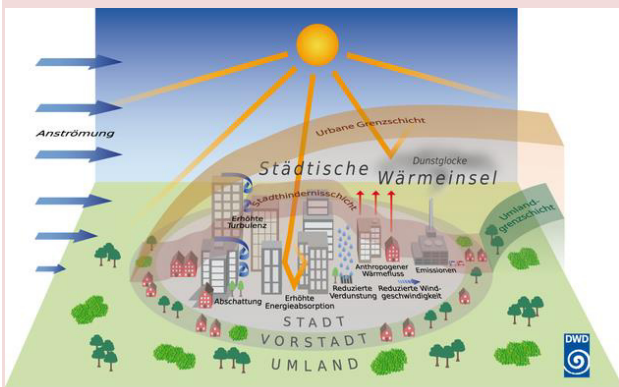 Anströmung
Urbane Grenzschicht
Dunstglocke
Städtische
Wärmeinsel
Stadthindernisschicht
Umland-
grenzschicht
Erhöhte
Turbulenz
Abschattung
Erhöhte
Energieabsorption
Reduzierte
Verdunstung
Anthropogener
Wärmefluss
Reduzierte Wind-
geschwindigkeit
Emissionen
STADT
VORSTADT
UMLAND
DWD